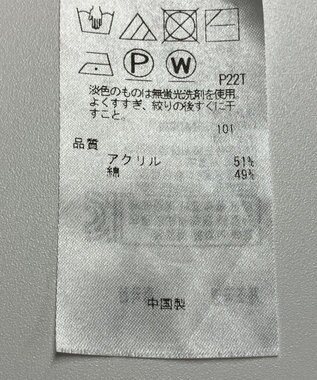 P
W
P22T
淡色のものは無蛍光洗剤を使用。
よくすすぎ、絞りの後すぐに干
すこと。
101
品質
アクリル 51%
綿 49%
中国製